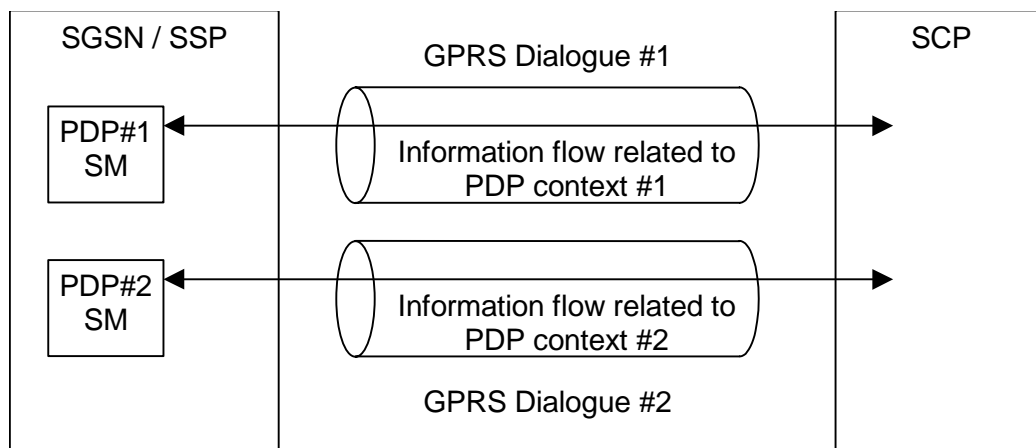 SGSN / SSP
SCP
GPRS Dialogue #1
PDP#1
SM
Information flow related to
PDP context #1
PDP#2
SM
Information flow related to
PDP context #2
GPRS Dialogue #2